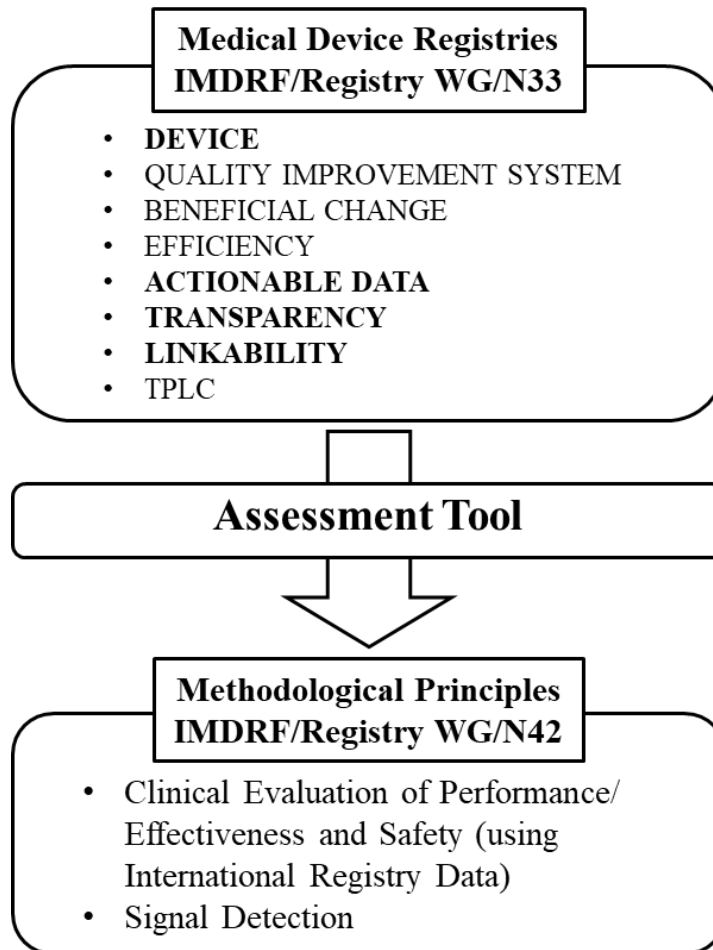 Medical Device Registries
IMDRF/Registry WG/N33
• DEVICE
• QUALITY IMPROVEMENT SYSTEM
• BENEFICIAL CHANGE
• EFFICIENCY
• ACTIONABLE DATA
• TRANSPARENCY
• LINKABILITY
• TPLC
Assessment Tool
Methodological Principles
IMDRF/Registry WG/N42
• Clinical Evaluation of Performance/
Effectiveness and Safety (using
International Registry Data)
• Signal Detection